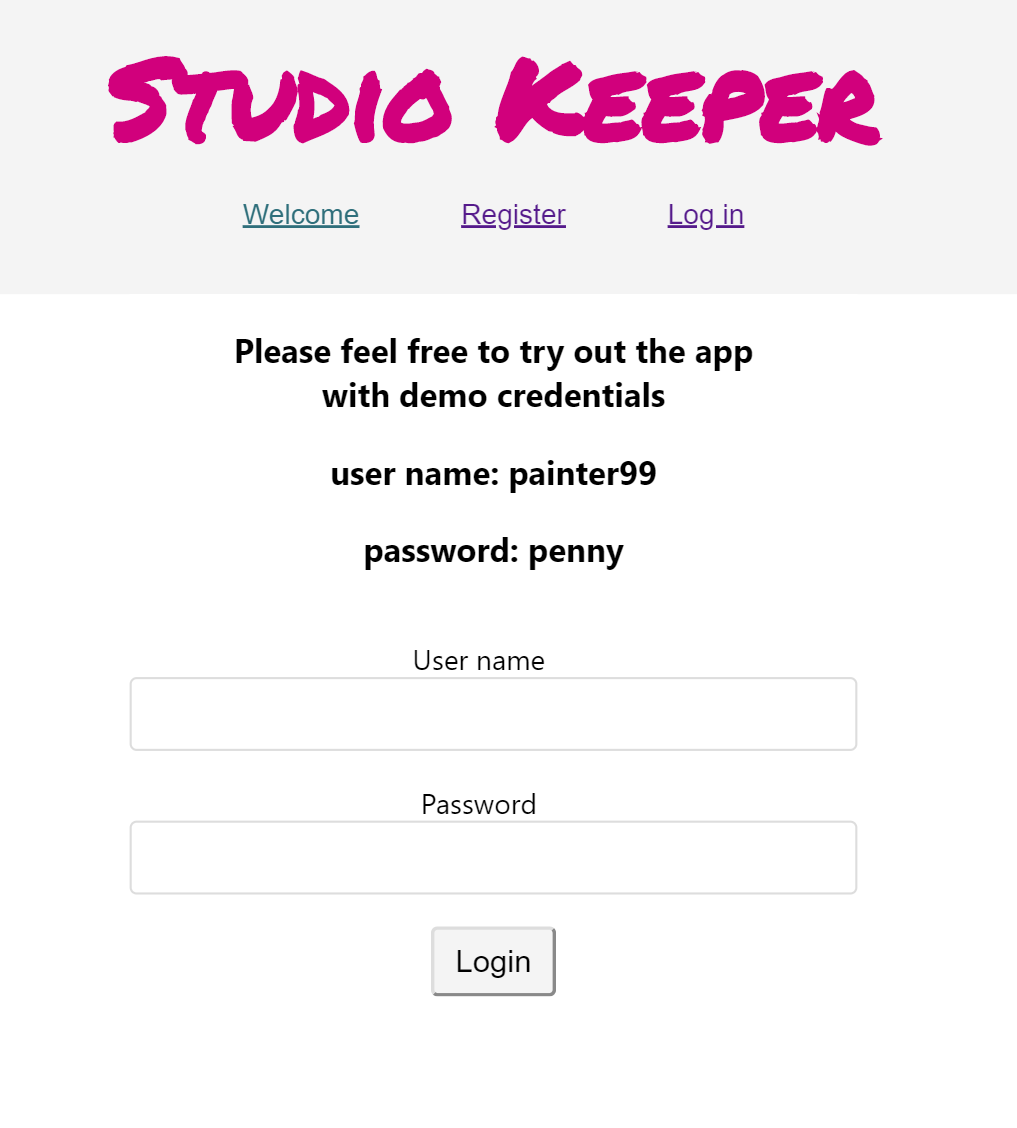 Studio Keeper
Welcome Register Log in
Please feel free to try out the app
with demo credentials
user name: painter99
password: penny
User name
Password
Login